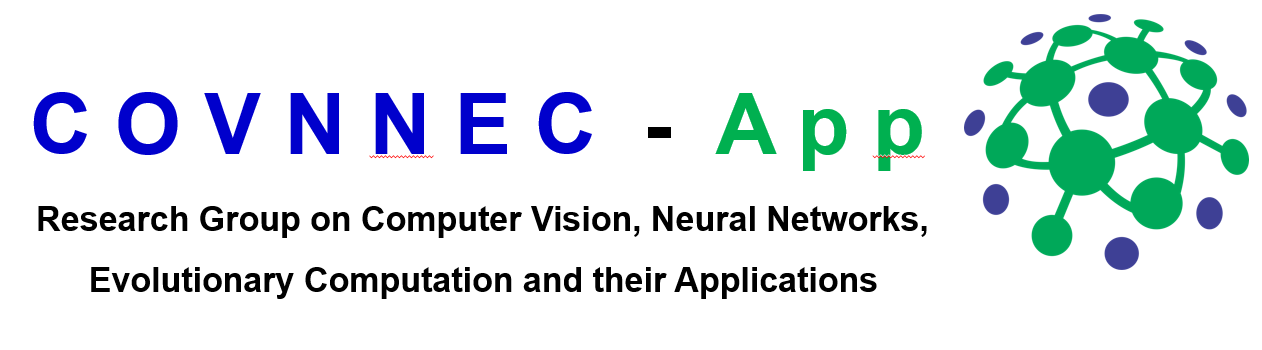 C O V N N E C - A p p
Research Group on Computer Vision, Neural Networks,
Evolutionary Computation and their Applications